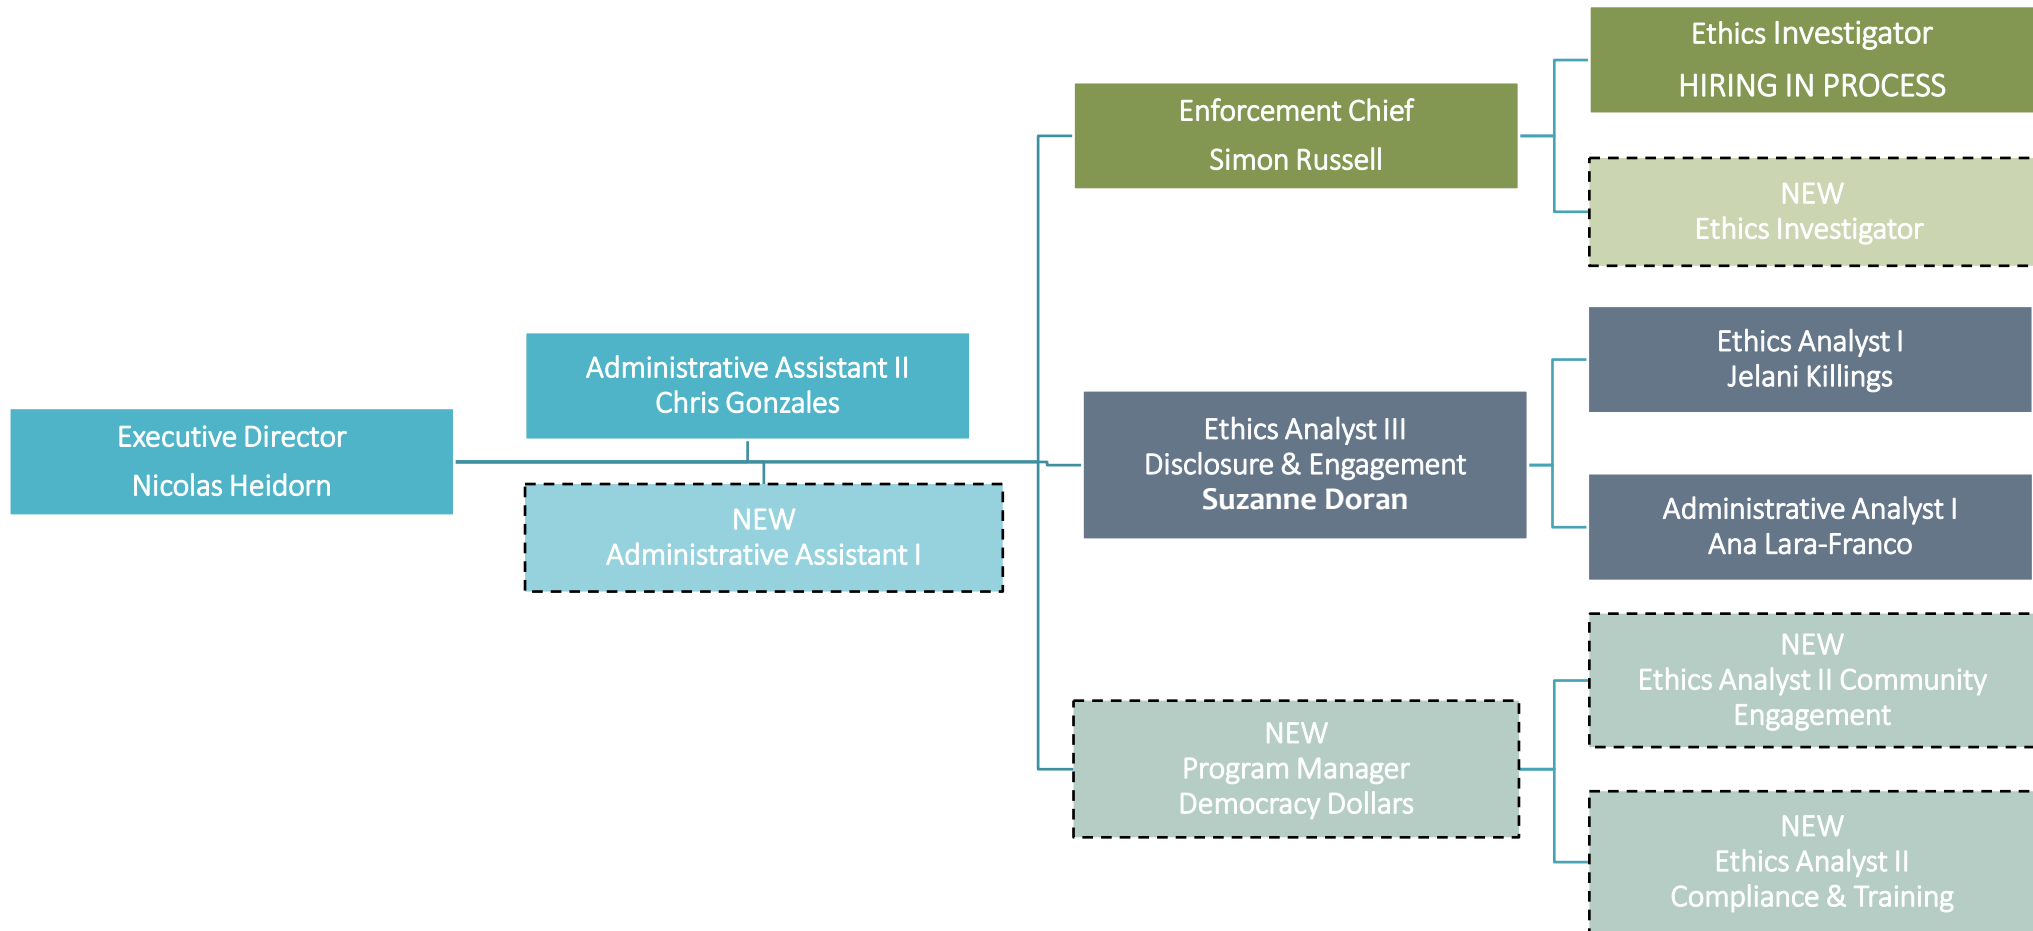 Executive Director
Nicolas Heidorn
Administrative Assistant II
Chris Gonzales
NEW
Administrative Assistant I
Enforcement Chief
Simon Russell
Ethics Investigator
HIRING IN PROCESS
NEW
Ethics Investigator
Ethics Analyst III
Disclosure & Engagement
Suzanne Doran
Ethics Analyst I
Jelani Killings
Administrative Analyst I
Ana Lara-Franco
NEW
Program Manager
Democracy Dollars
NEW
Ethics Analyst II Community
Engagement
NEW
Ethics Analyst II
Compliance & Training